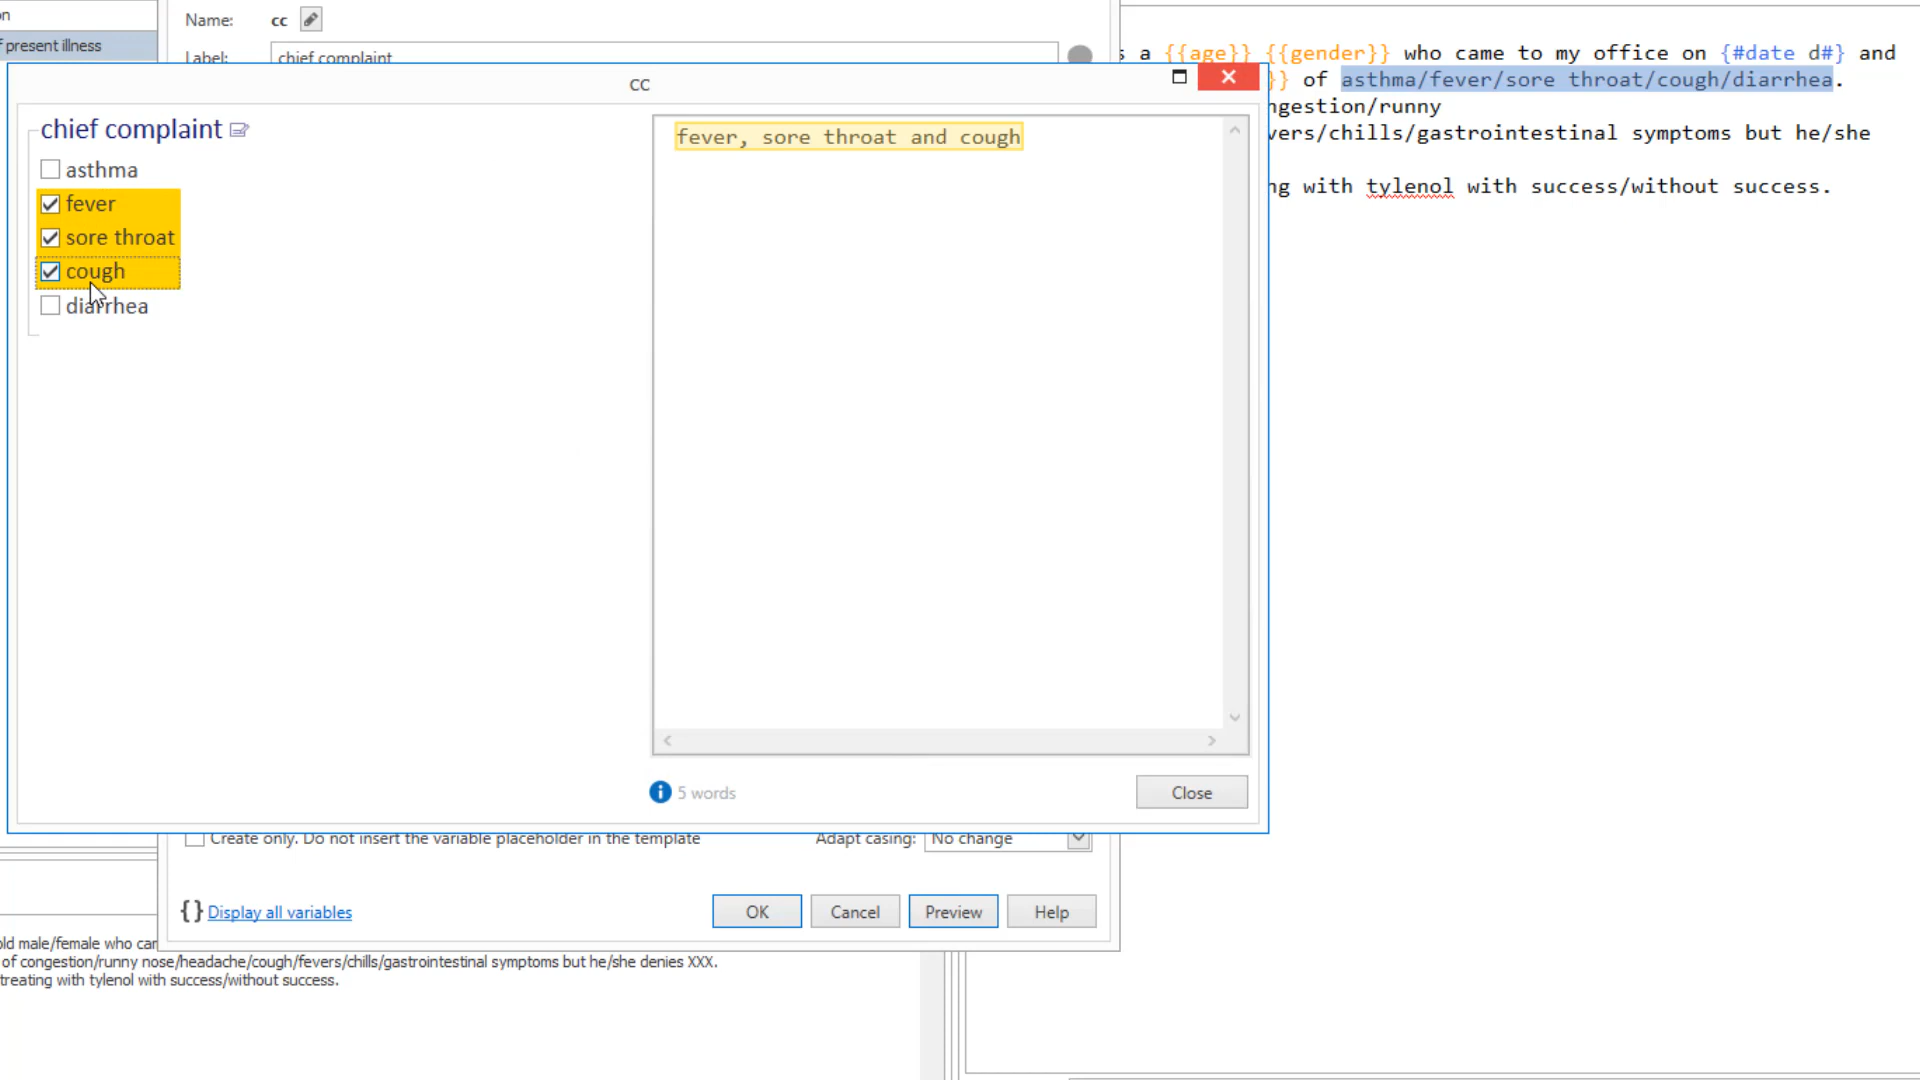 on
Name: cc
f present illness
Label: chief complaint
s a {{age}} {{gender}} who came to my office on {#date d#} and
}} of asthma/fever/sore throat/cough/diarrhea.
ngestion/runny
vers/chills/gastrointestinal symptoms but he/she
ng with tylenol with success/without success.
CC
chief complaint
asthma
fever
sore throat
cough
diarrhea
fever, sore throat and cough
5 words
Close
Create only. Do not insert the variable placeholder in the template
Adapt casing: No change
{} Display all variables
OK Cancel Preview Help
old male/female who can
of congestion/runny nose/headache/cough/fevers/chills/gastrointestinal symptoms but he/she denies XXX.
treating with tylenol with success/without success.